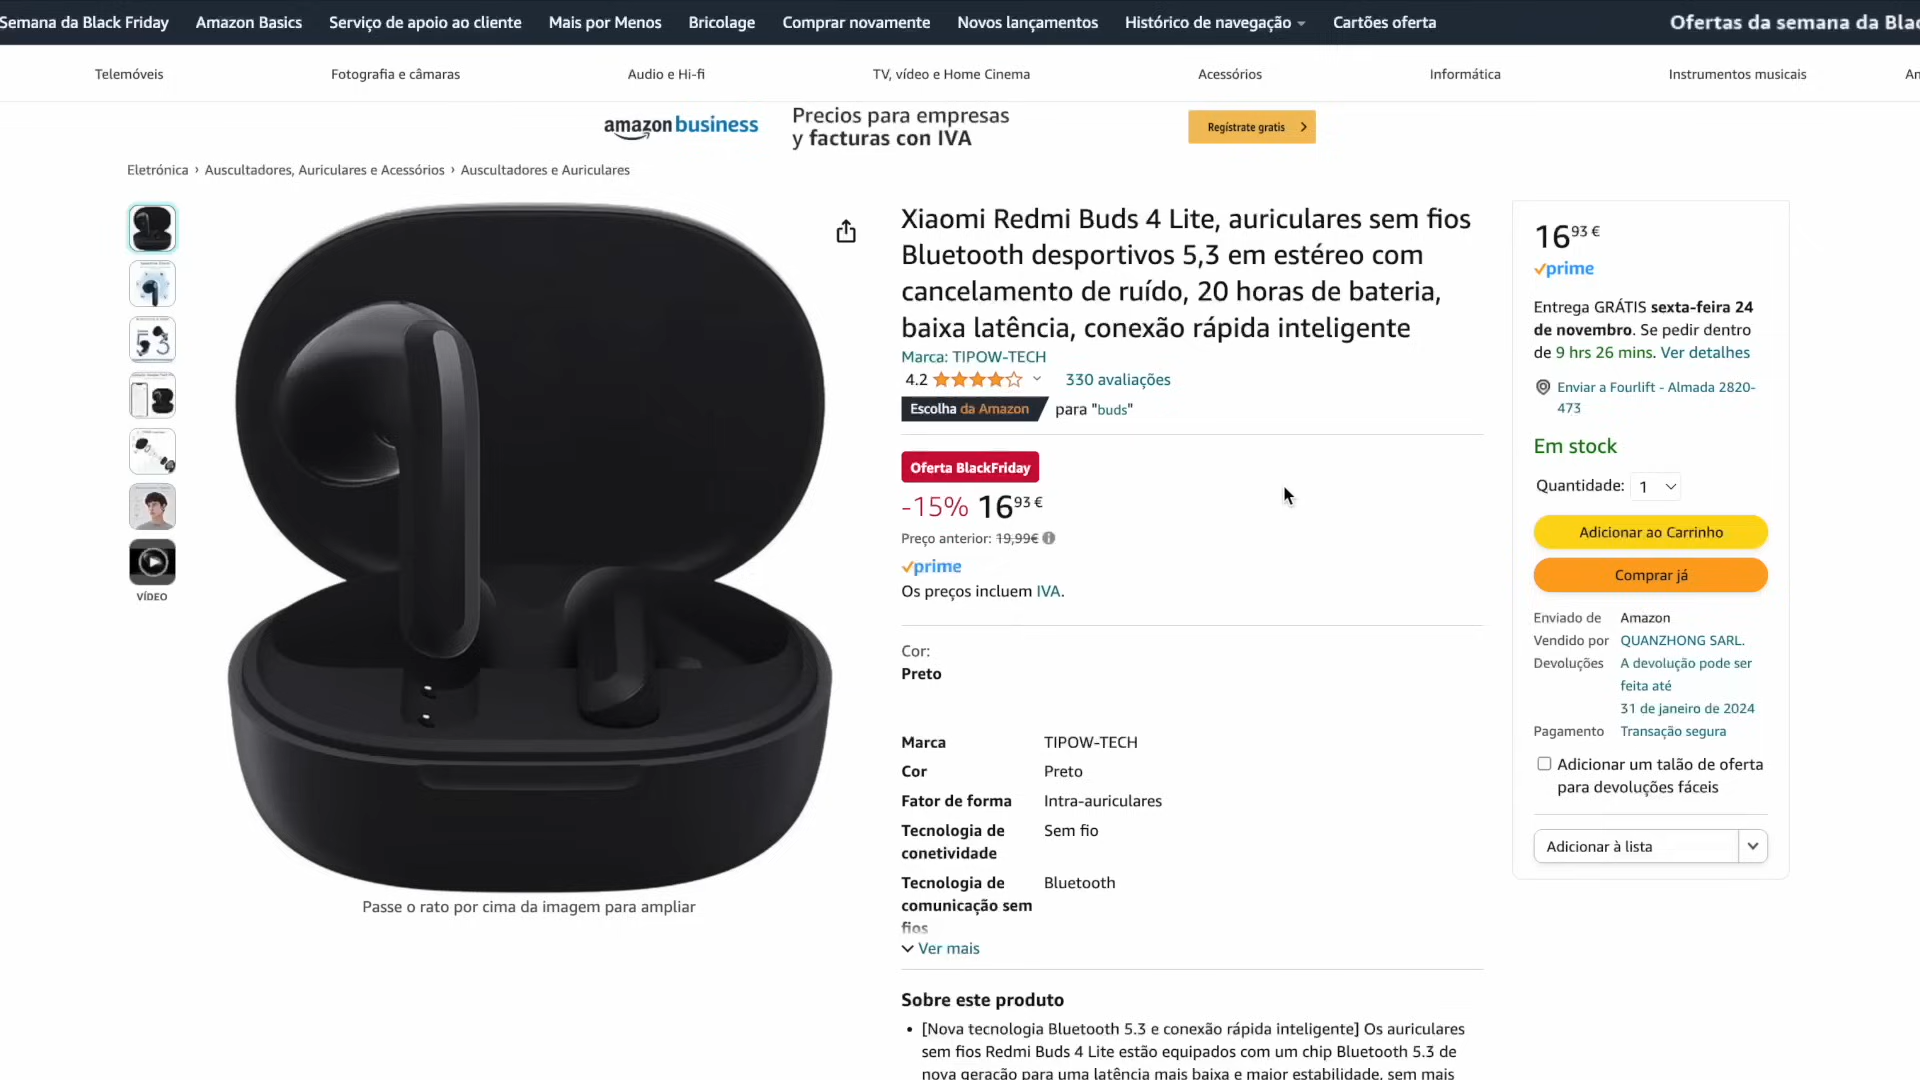 Semana da Black Friday Amazon Basics Serviço de apoio ao cliente Mais por Menos Bricolage Comprar novamente Novos lançamentos Histórico de navegação Cartões oferta Ofertas da semana da
Telemóveis Fotografia e câmaras Audio e Hi-fi TV, vídeo e Home Cinema Acessórios Informática Instrumentos musicais
amazon business
Precios para empresas
y facturas con IVA
Regístrate gratis
Eletrónica › Auscultadores, Auriculares e Acessórios › Auscultadores e Auriculares
5.3
VÍDEO
Passe o rato por cima da imagem para ampliar
Xiaomi Redmi Buds 4 Lite, auriculares sem fios
Bluetooth desportivos 5,3 em estéreo com
cancelamento de ruído, 20 horas de bateria,
baixa latência, conexão rápida inteligente
Marca: TIPOW-TECH
4.2 330 avaliações
Escolha da Amazon para "buds"
Oferta BlackFriday
-15% 16 93 €
Preço anterior: 19,99€
prime
Os preços incluem IVA.
Cor:
Preto
Marca TIPOW-TECH
Cor Preto
Fator de forma Intra-auriculares
Tecnologia de Sem fio
conetividade
Tecnologia de Bluetooth
comunicação sem
fios
Ver mais
Sobre este produto
• [Nova tecnologia Bluetooth 5.3 e conexão rápida inteligente] Os auriculares
sem fios Redmi Buds 4 Lite estão equipados com um chip Bluetooth 5.3 de
nova geração para uma latência mais baixa e maior estabilidade, sem mais
16 93 €
prime
Entrega GRÁTIS sexta-feira 24
de novembro. Se pedir dentro
de 9 hrs 26 mins. Ver detalhes
Enviar a Fourlift - Almada 2820-
473
Em stock
Quantidade: 1
Adicionar ao Carrinho
Comprar já
Enviado de Amazon
Vendido por QUANZHONG SARL.
Devoluções A devolução pode ser
feita até
31 de janeiro de 2024
Pagamento Transação segura
Adicionar um talão de oferta
para devoluções fáceis
Adicionar à lista